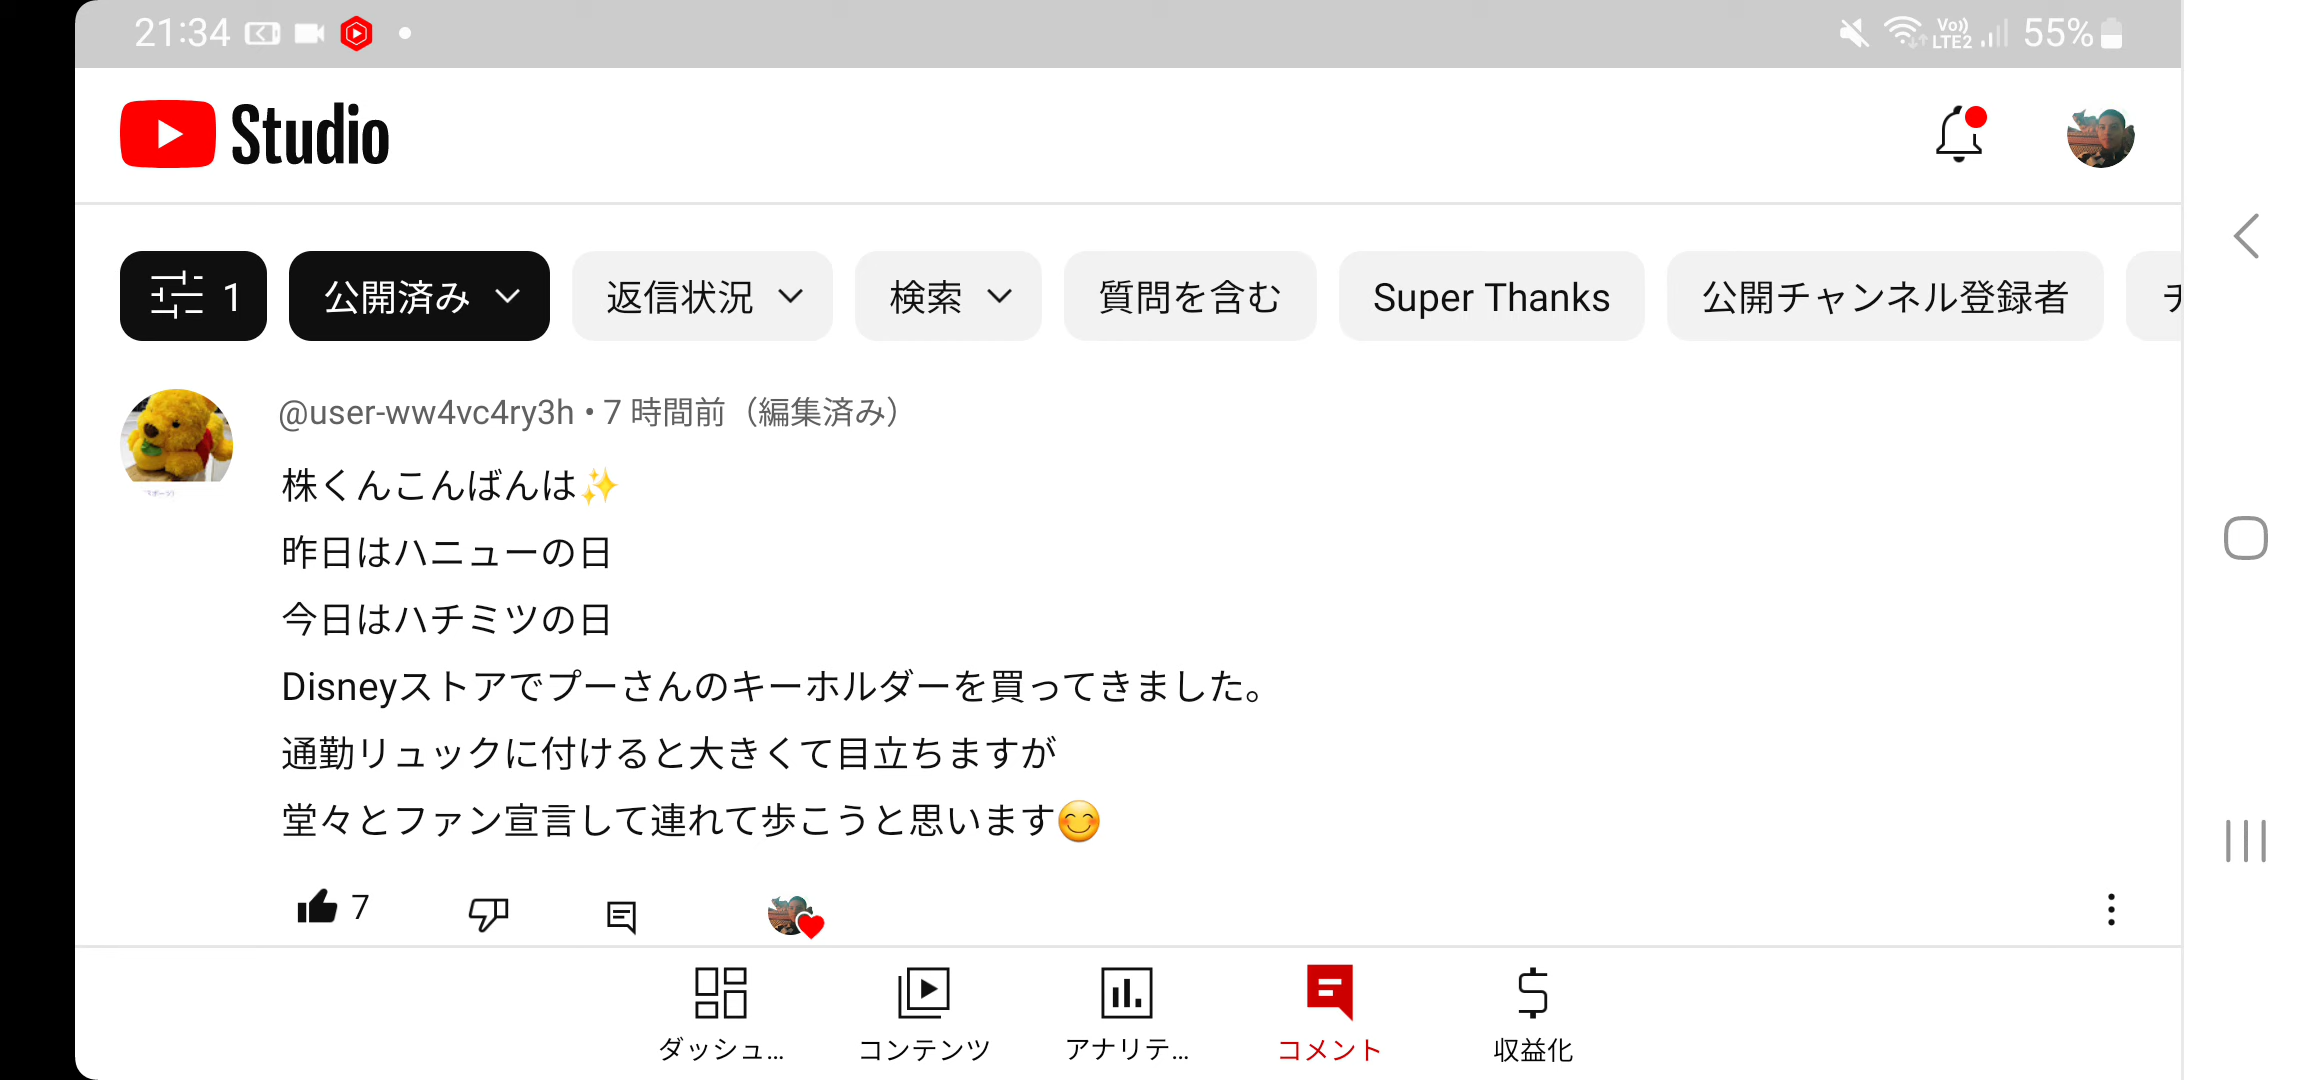 21:34
Vo)) LTE2 55%
Studio
1 公開済み 返信状況 検索 質問を含む Super Thanks 公開チャンネル登録者
@user-ww4vc4ry3h • 7 時間前（編集済み）
株くんこんばんは✨
昨日はハニューの日
今日はハチミツの日
Disneyストアでプーさんのキーホルダーを買ってきました。
通勤リュックに付けると大きくて目立ちますが
堂々とファン宣言して連れて歩こうと思います😊
7
ダッシュ... コンテンツ アナリテ... コメント 収益化